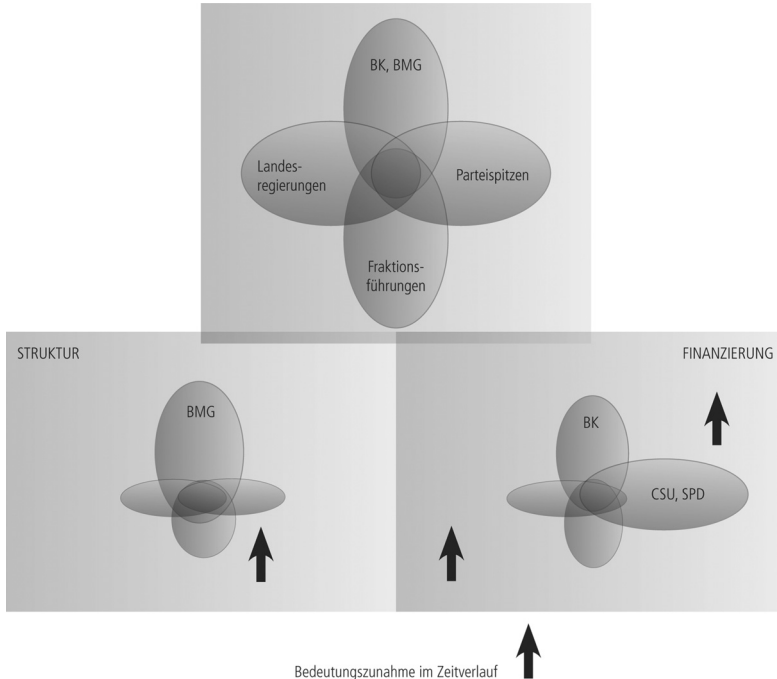 BK, BMG
Landes-
regierungen
Parteispitzen
Fraktions-
führungen
STRUKTUR
BMG
FINANZIERUNG
BK
CSU, SPD
Bedeutungszunahme im Zeitverlauf